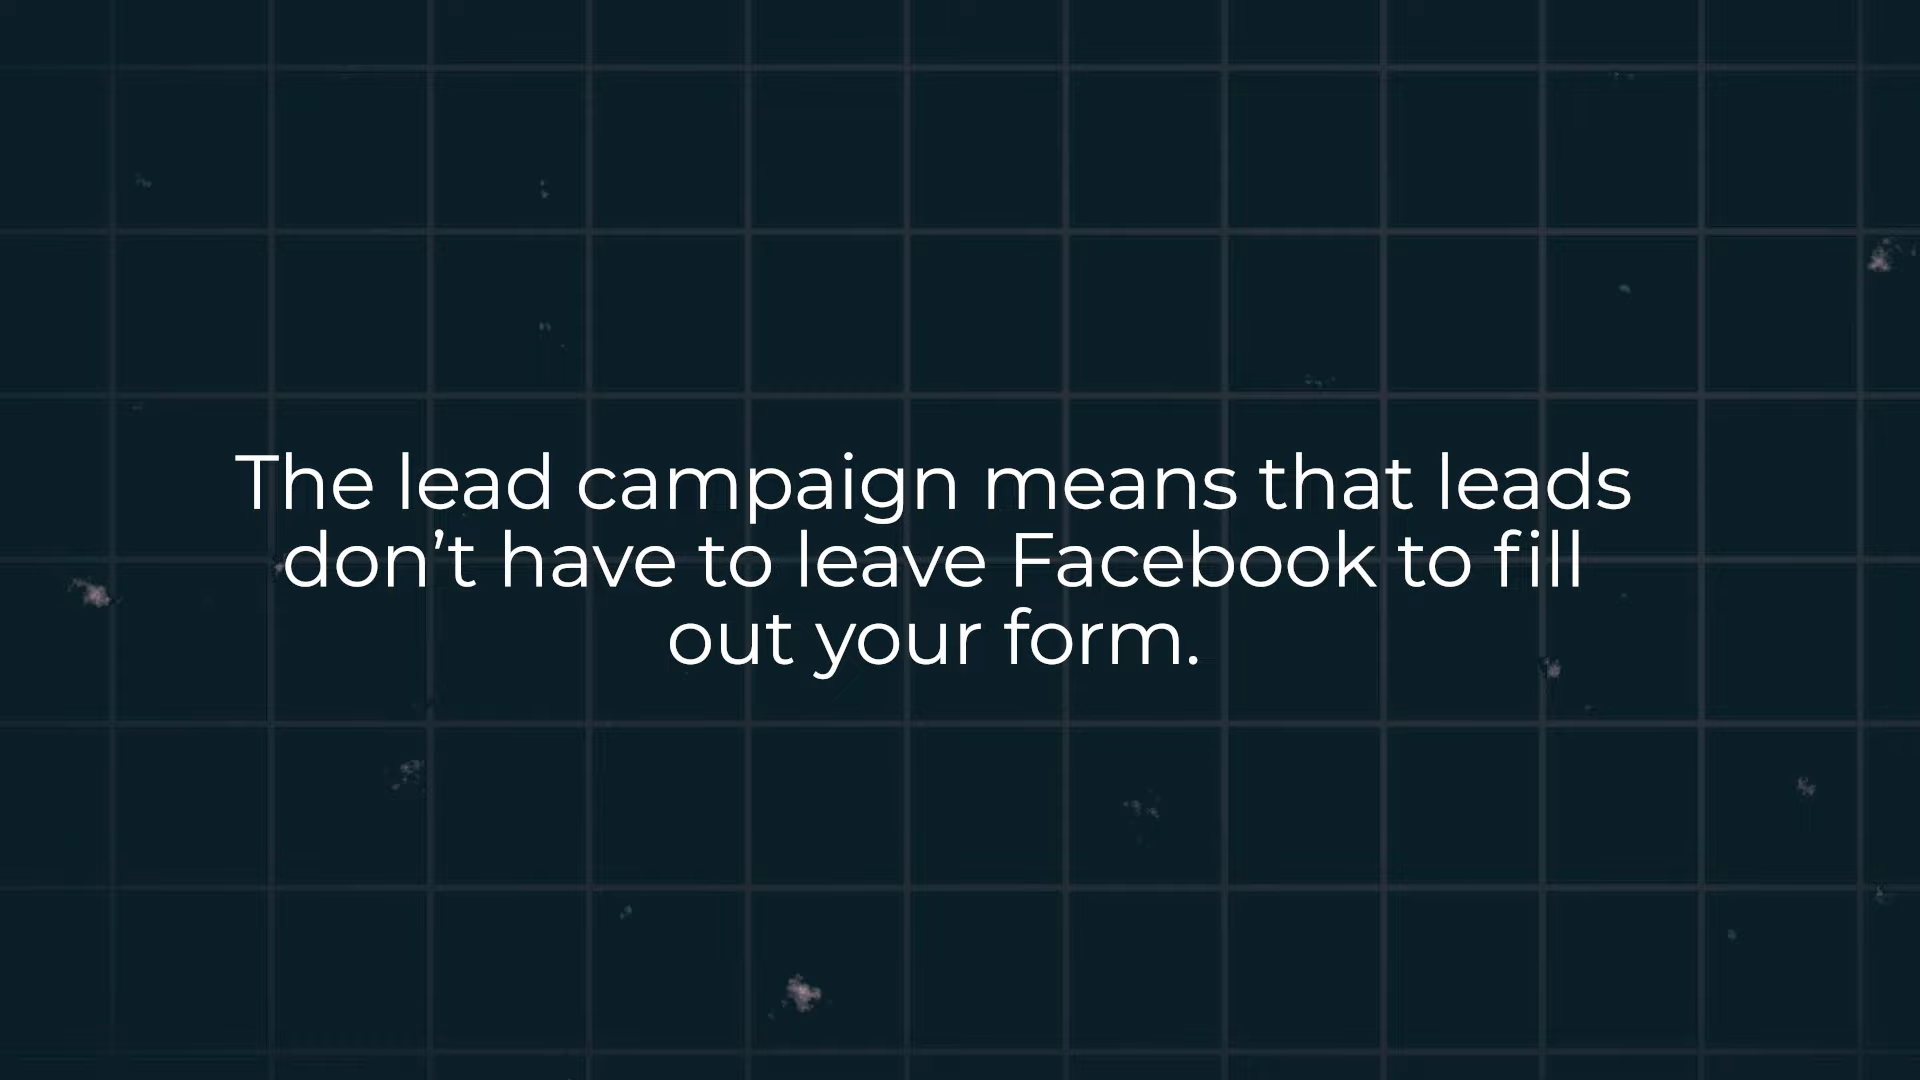 The lead campaign means that leads
don’t have to leave Facebook to fill
out your form.